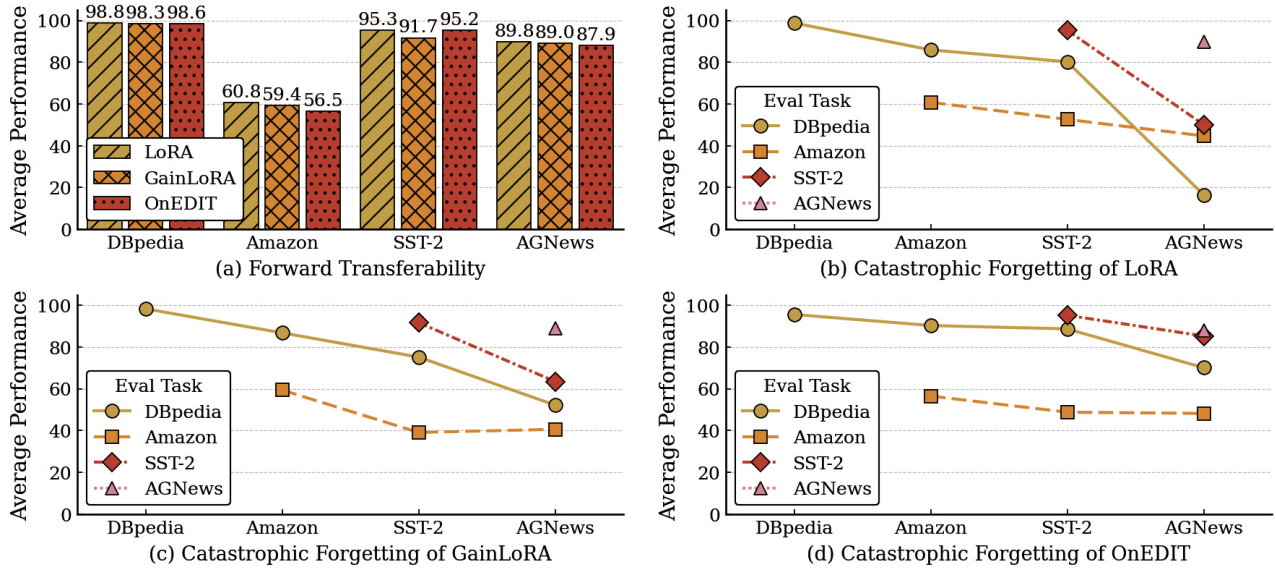 Average Performance
100
80
60
40
20
0
98.8 98.3 98.6
60.8 59.4 56.5
95.3 91.7 95.2
89.8 89.0 87.9
LoRA
GainLoRA
OnEDIT
DBpedia Amazon SST-2 AGNews
(a) Forward Transferability
Average Performance
100
80
60
40
20
0
Eval Task
DBpedia
Amazon
SST-2
AGNews
DBpedia Amazon SST-2 AGNews
(b) Catastrophic Forgetting of LoRA
Average Performance
100
80
60
40
20
0
Eval Task
DBpedia
Amazon
SST-2
AGNews
DBpedia Amazon SST-2 AGNews
(c) Catastrophic Forgetting of GainLoRA
Average Performance
100
80
60
40
20
0
Eval Task
DBpedia
Amazon
SST-2
AGNews
DBpedia Amazon SST-2 AGNews
(d) Catastrophic Forgetting of OnEDIT